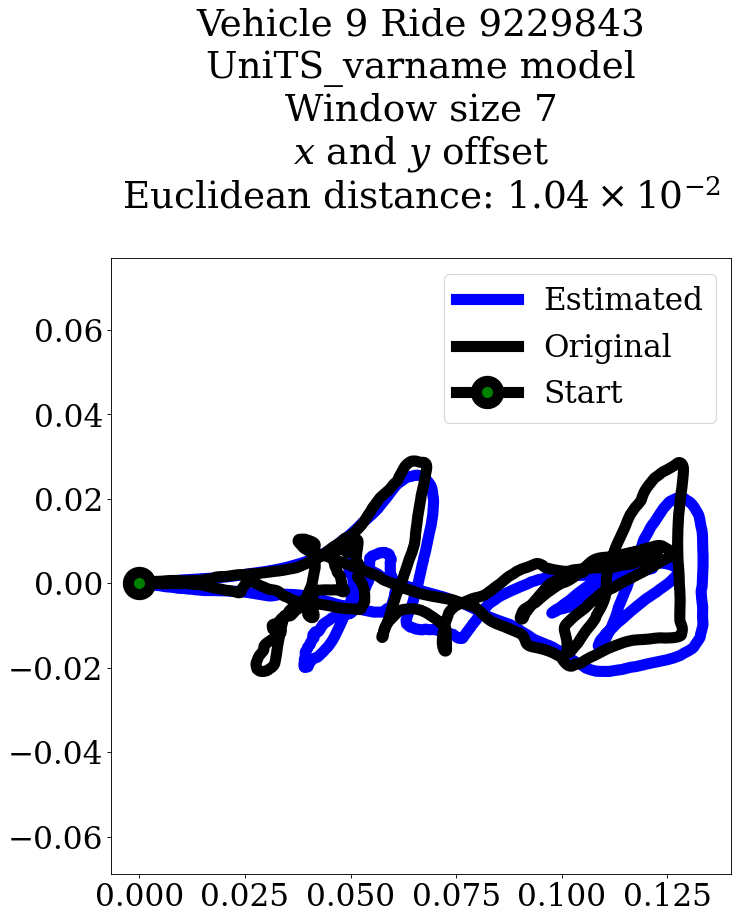 Vehicle 9 Ride 9229843
UniTS_varname model
Window size 7
x and y offset
Euclidean distance: 1.04 × 10⁻²
Estimated
Original
Start
0.06
0.04
0.02
0.00
−0.02
−0.04
−0.06
0.000 0.025 0.050 0.075 0.100 0.125